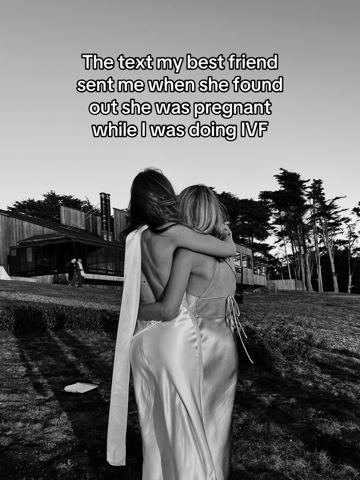 The text my best friend
sent me when she found
out she was pregnant
while I was doing IVF